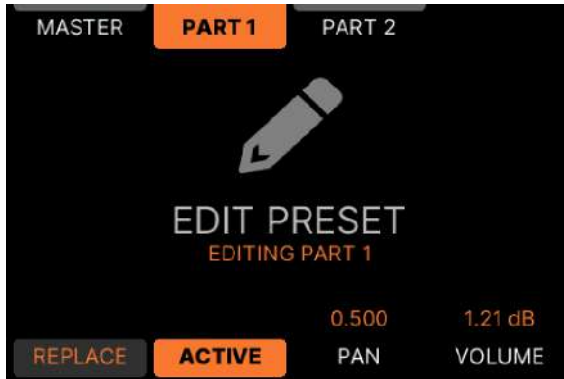 MASTER PART 1 PART 2
EDIT PRESET
EDITING PART 1
0.500 1.21 dB
REPLACE ACTIVE PAN VOLUME